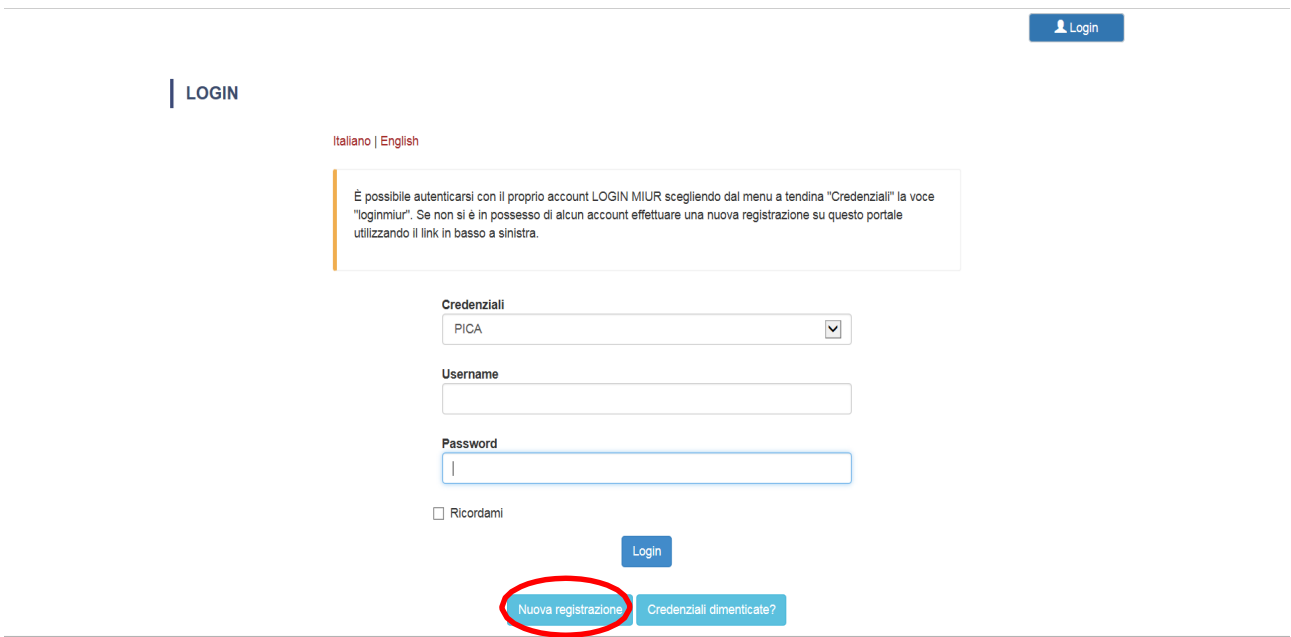 Login
LOGIN
Italiano | English
È possibile autenticarsi con il proprio account LOGIN MIUR scegliendo dal menu a tendina "Credenziali" la voce
"loginmiur". Se non si è in possesso di alcun account effettuare una nuova registrazione su questo portale
utilizzando il link in basso a sinistra.
Credenziali
PICA
Username
Password
Ricordami
Login
Nuova registrazione Credenziali dimenticate?